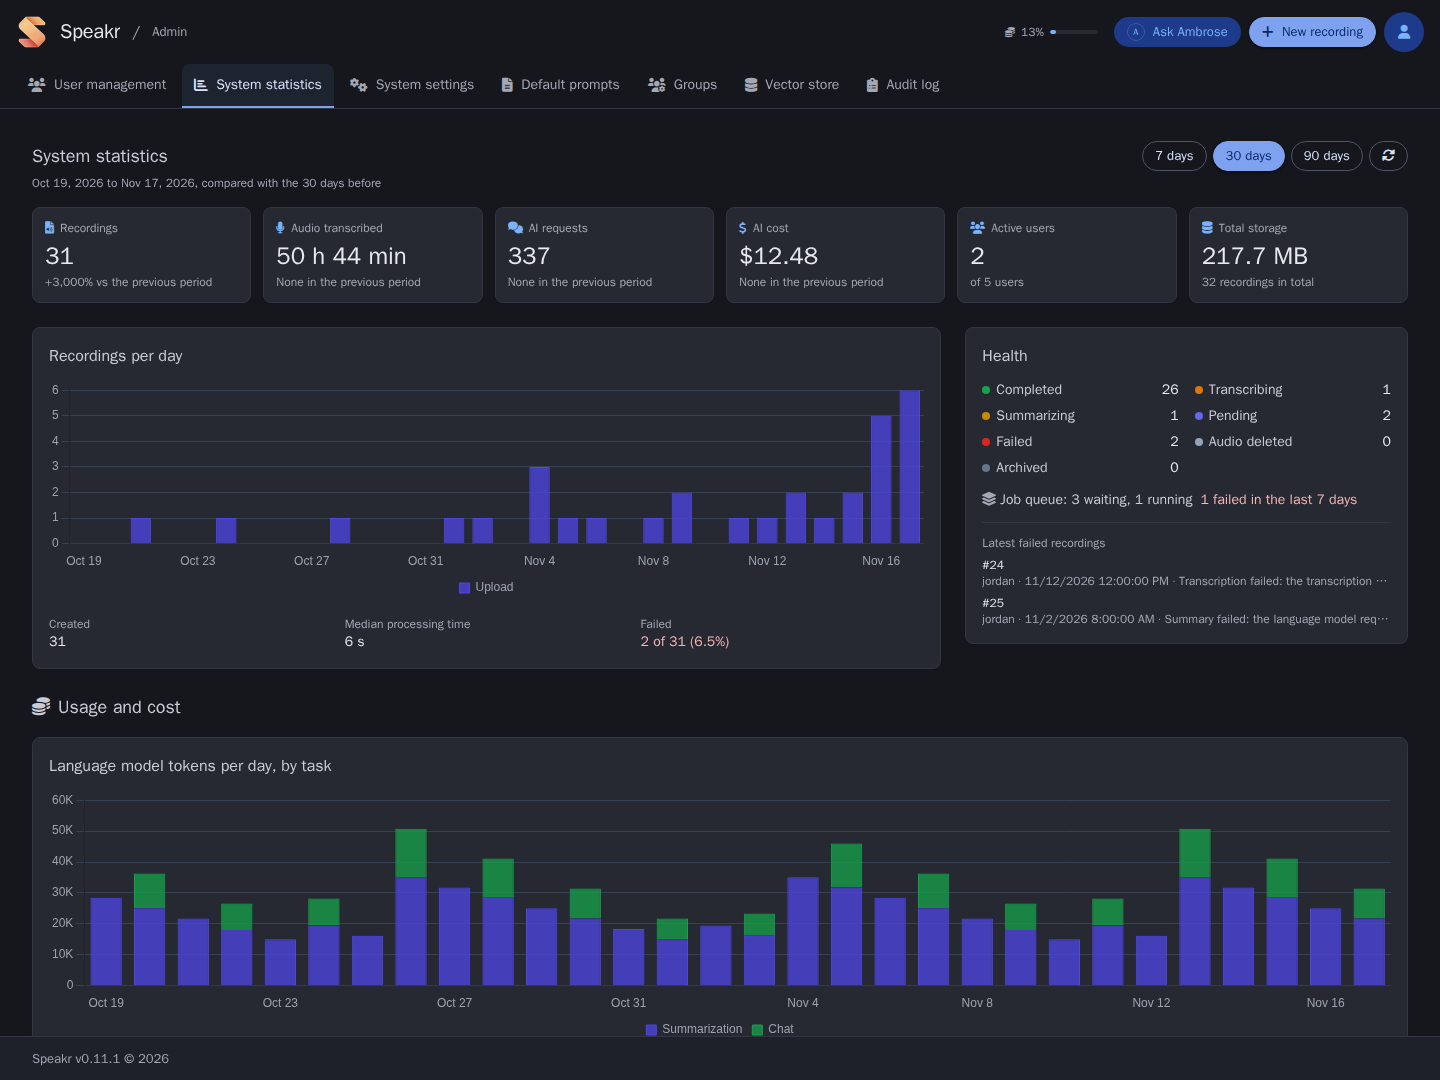 Speakr / Admin
13%
A Ask Ambrose
New recording
User management
System statistics
System settings
Default prompts
Groups
Vector store
Audit log
System statistics
Oct 19, 2026 to Nov 17, 2026, compared with the 30 days before
7 days
30 days
90 days
Recordings
31
+3,000% vs the previous period
Audio transcribed
50 h 44 min
None in the previous period
AI requests
337
None in the previous period
AI cost
$12.48
None in the previous period
Active users
2
of 5 users
Total storage
217.7 MB
32 recordings in total
Recordings per day
6
5
4
3
2
1
0
Oct 19 Oct 23 Oct 27 Oct 31 Nov 4 Nov 8 Nov 12 Nov 16
Upload
Created
31
Median processing time
6 s
Failed
2 of 31 (6.5%)
Health
Completed 26
Transcribing 1
Summarizing 1
Pending 2
Failed 2
Audio deleted 0
Archived 0
Job queue: 3 waiting, 1 running 1 failed in the last 7 days
Latest failed recordings
#24
jordan · 11/12/2026 12:00:00 PM · Transcription failed: the transcription ...
#25
jordan · 11/2/2026 8:00:00 AM · Summary failed: the language model req...
Usage and cost
Language model tokens per day, by task
60K
50K
40K
30K
20K
10K
0
Oct 19 Oct 23 Oct 27 Oct 31 Nov 4 Nov 8 Nov 12 Nov 16
Summarization Chat
Speakr v0.11.1 © 2026